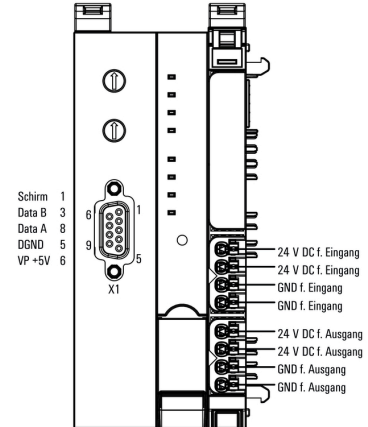 Schirm 1
Data B 3
Data A 8
DGND 5
VP +5V 6
6
1
9
5
X1
24 V DC f. Eingang
24 V DC f. Eingang
GND f. Eingang
GND f. Eingang
24 V DC f. Ausgang
24 V DC f. Ausgang
GND f. Ausgang
GND f. Ausgang